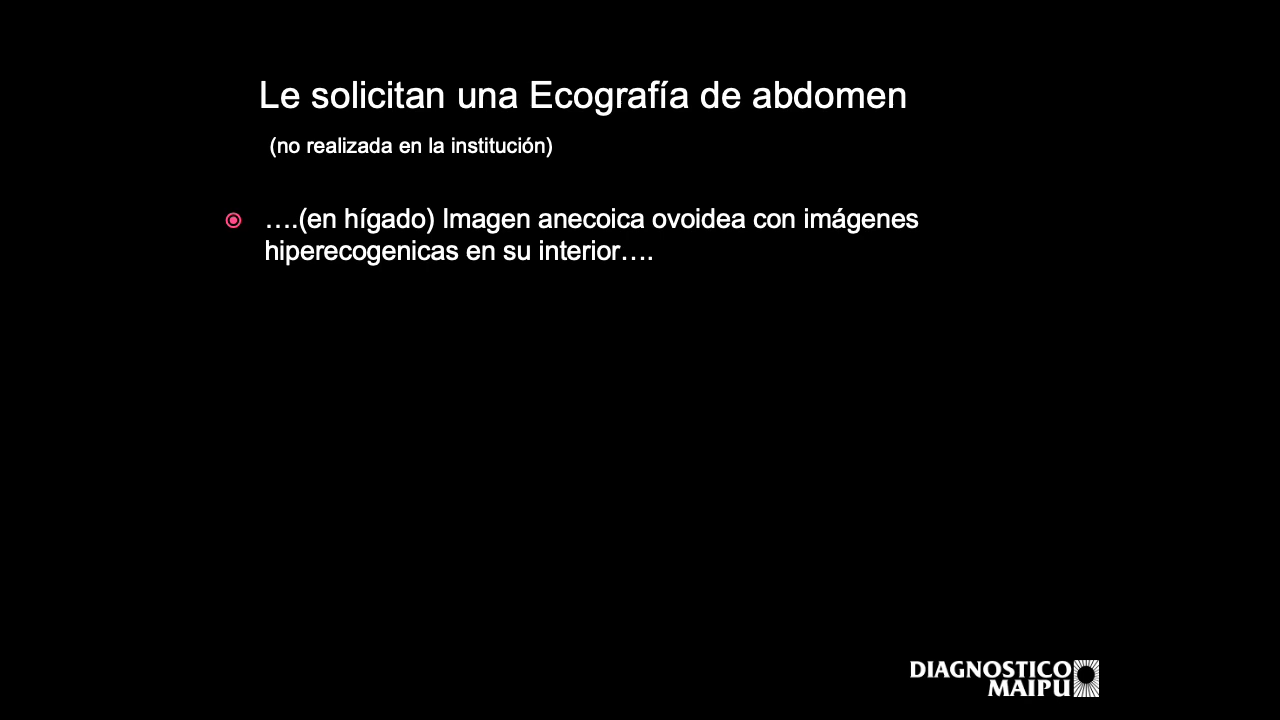 Le solicitan una Ecografía de abdomen
(no realizada en la institución)
….(en hígado) Imagen anecoica ovoidea con imágenes
hiperecogenicas en su interior….
DIAGNOSTICO
MAIPU